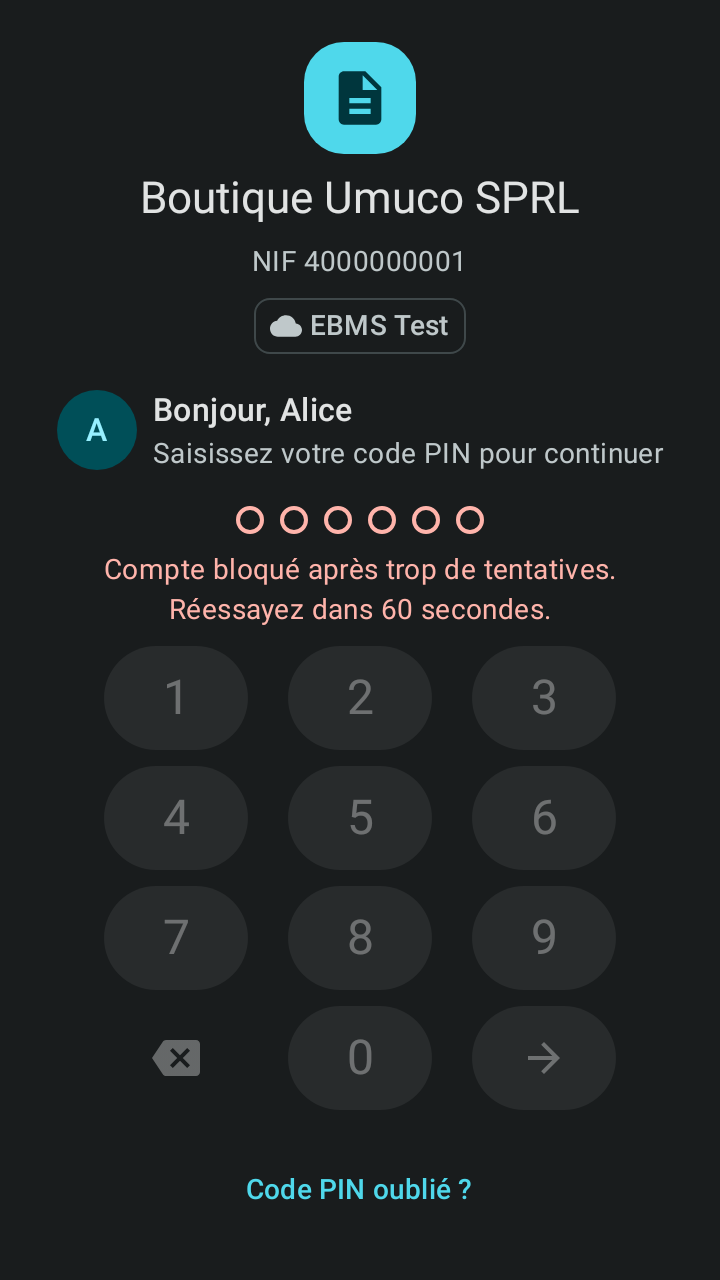 Boutique Umuco SPRL
NIF 4000000001
EBMS Test
A
Bonjour, Alice
Saisissez votre code PIN pour continuer
Compte bloqué après trop de tentatives.
Réessayez dans 60 secondes.
1 2 3
4 5 6
7 8 9
0
Code PIN oublié ?